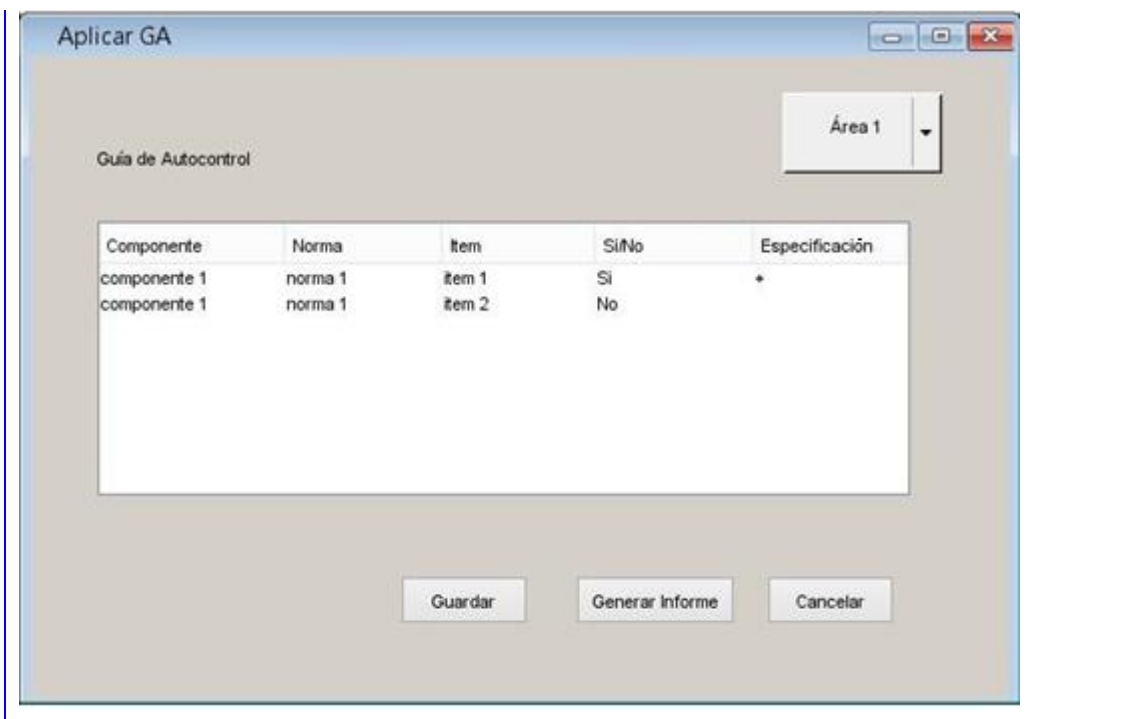 Aplicar GA
Área 1
Guía de Autocontrol
Componente Norma Item Si/No Especificación
componente 1 norma 1 item 1 Si +
componente 1 norma 1 item 2 No
Guardar Generar Informe Cancelar